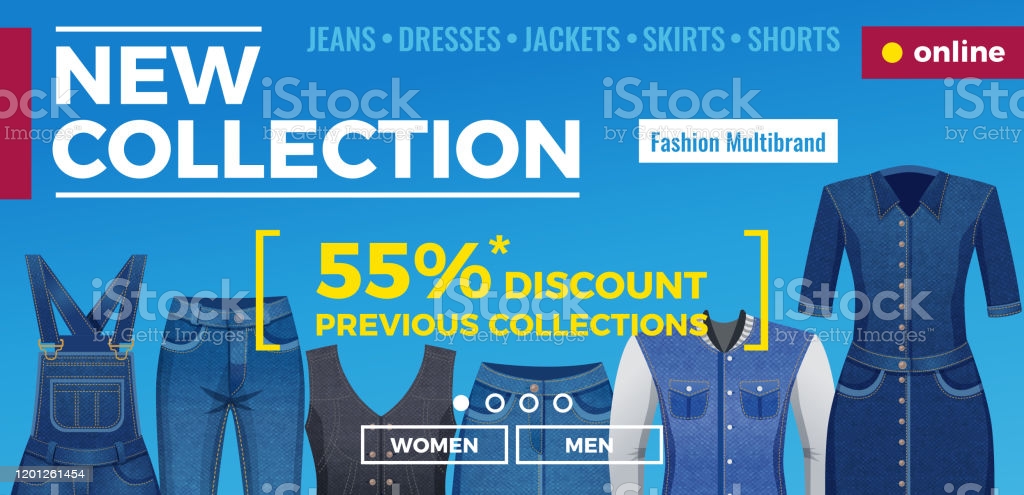 JEANS • DRESSES • JACKETS • SKIRTS • SHORTS
NEW
COLLECTION
online
Fashion Multibrand
55%* DISCOUNT
PREVIOUS COLLECTIONS
WOMEN
MEN
iStock
by Getty Images™
1201261454